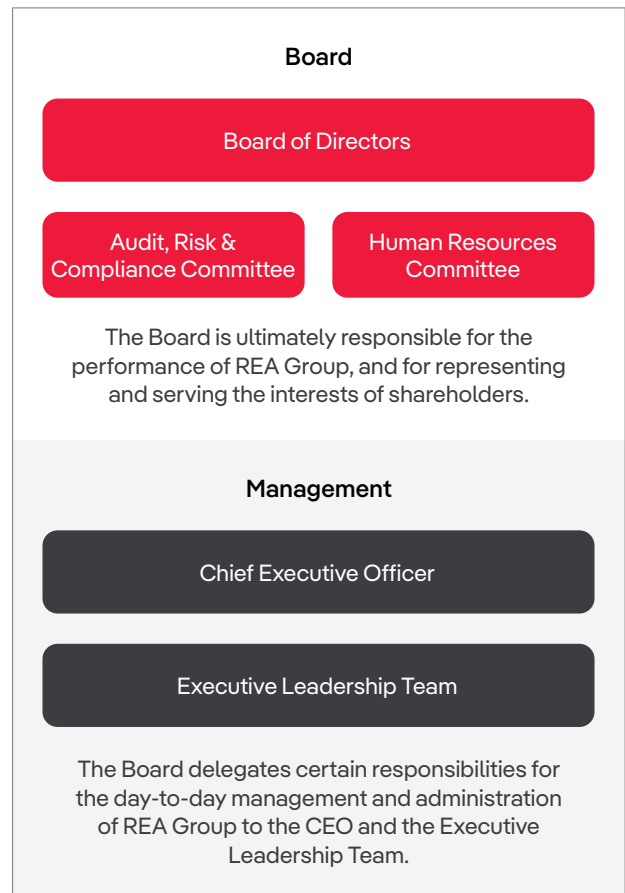 Board
Board of Directors
Audit, Risk &
Compliance Committee
Human Resources
Committee
The Board is ultimately responsible for the
performance of REA Group, and for representing
and serving the interests of shareholders.
Management
Chief Executive Officer
Executive Leadership Team
The Board delegates certain responsibilities for
the day-to-day management and administration
of REA Group to the CEO and the Executive
Leadership Team.